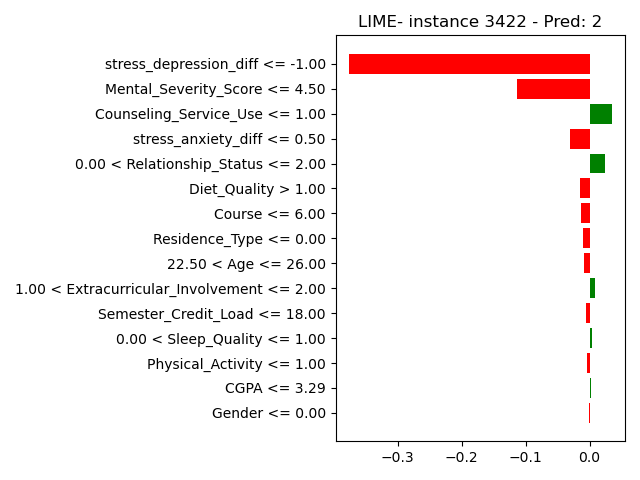 LIME- instance 3422 - Pred: 2
stress_depression_diff <= -1.00
Mental_Severity_Score <= 4.50
Counseling_Service_Use <= 1.00
stress_anxiety_diff <= 0.50
0.00 < Relationship_Status <= 2.00
Diet_Quality > 1.00
Course <= 6.00
Residence_Type <= 0.00
22.50 < Age <= 26.00
1.00 < Extracurricular_Involvement <= 2.00
Semester_Credit_Load <= 18.00
0.00 < Sleep_Quality <= 1.00
Physical_Activity <= 1.00
CGPA <= 3.29
Gender <= 0.00
−0.3 −0.2 −0.1 0.0